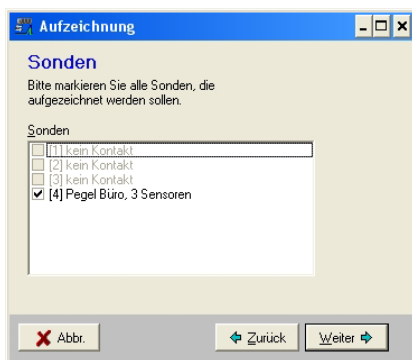 Aufzeichnung
Sonden
Bitte markieren Sie alle Sonden, die
aufgezeichnet werden sollen.
Sonden
[1] kein Kontakt
[2] kein Kontakt
[3] kein Kontakt
[4] Pegel Büro, 3 Sensoren
Abbr.
Zurück
Weiter